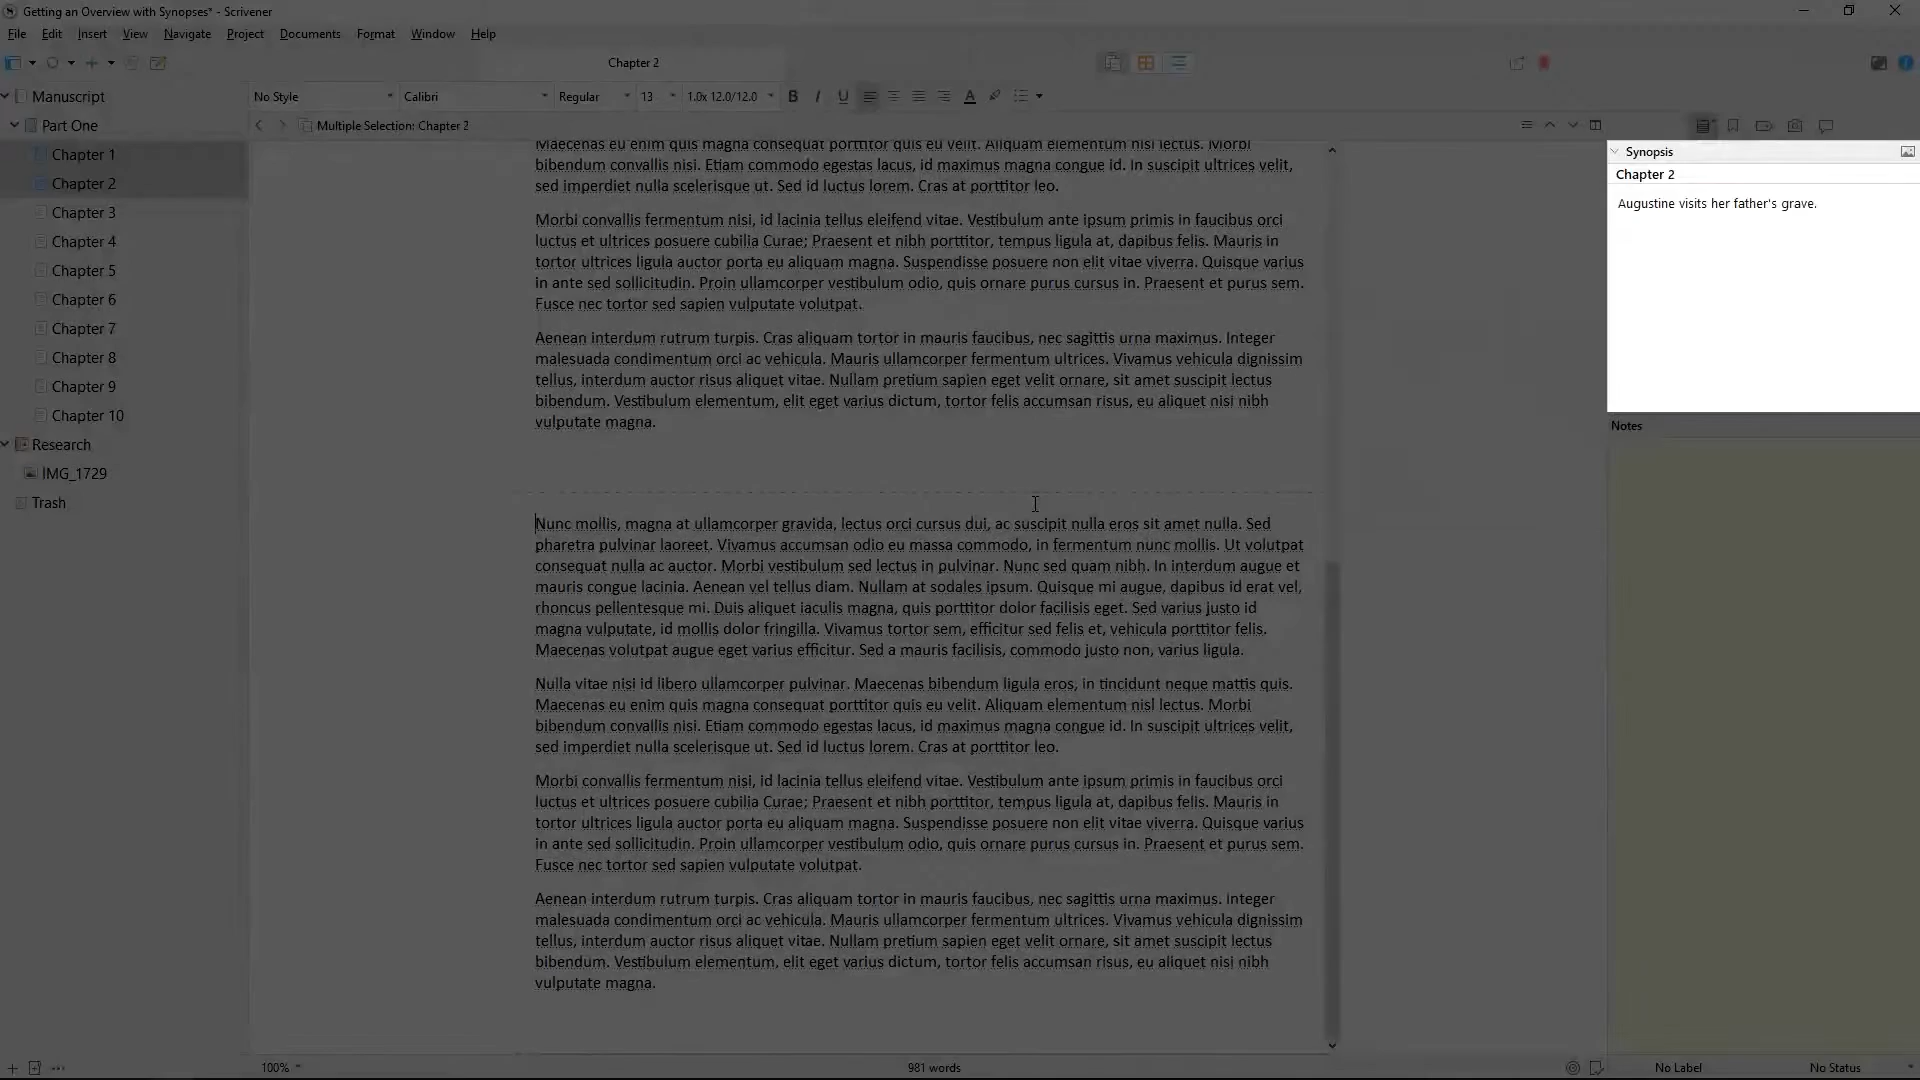 Getting an Overview with Synopses* - Scrivener
File Edit Insert View Navigate Project Documents Format Window Help
Chapter 2
No Style Calibri Regular 13 1.0x 12.0/12.0 B I U A
Multiple Selection: Chapter 2
Manuscript
Part One
Chapter 1
Chapter 2
Chapter 3
Chapter 4
Chapter 5
Chapter 6
Chapter 7
Chapter 8
Chapter 9
Chapter 10
Research
IMG_1729
Trash
Maecenas eu enim quis magna consequat porttitor quis eu velit. Aliquam elementum nisl lectus. Morbi
bibendum convallis nisi. Etiam commodo egestas lacus, id maximus magna congue id. In suscipit ultrices velit,
sed imperdiet nulla scelerisque ut. Sed id luctus lorem. Cras at porttitor leo.
Morbi convallis fermentum nisi, id lacinia tellus eleifend vitae. Vestibulum ante ipsum primis in faucibus orci
luctus et ultrices posuere cubilia Curae; Praesent et nibh porttitor, tempus ligula at, dapibus felis. Mauris in
tortor ultrices ligula auctor porta eu aliquam magna. Suspendisse posuere non elit vitae viverra. Quisque varius
in ante sed sollicitudin. Proin ullamcorper vestibulum odio, quis ornare purus cursus in. Praesent et purus sem.
Fusce nec tortor sed sapien vulputate volutpat.
Aenean interdum rutrum turpis. Cras aliquam tortor in mauris faucibus, nec sagittis urna maximus. Integer
malesuada condimentum orci ac vehicula. Mauris ullamcorper fermentum ultrices. Vivamus vehicula dignissim
tellus, interdum auctor risus aliquet vitae. Nullam pretium sapien eget velit ornare, sit amet suscipit lectus
bibendum. Vestibulum elementum, elit eget varius dictum, tortor felis accumsan risus, eu aliquet nisi nibh
vulputate magna.
Nunc mollis, magna at ullamcorper gravida, lectus orci cursus dui, ac suscipit nulla eros sit amet nulla. Sed
pharetra pulvinar laoreet. Vivamus accumsan odio eu massa commodo, in fermentum nunc mollis. Ut volutpat
consequat nulla ac auctor. Morbi vestibulum sed lectus in pulvinar. Nunc sed quam nibh. In interdum augue et
mauris congue lacinia. Aenean vel tellus diam. Nullam at sodales ipsum. Quisque mi augue, dapibus id erat vel,
rhoncus pellentesque mi. Duis aliquet iaculis magna, quis porttitor dolor facilisis eget. Sed varius justo id
magna vulputate, id mollis dolor fringilla. Vivamus tortor sem, efficitur sed felis et, vehicula porttitor felis.
Maecenas volutpat augue eget varius efficitur. Sed a mauris facilisis, commodo justo non, varius ligula.
Nulla vitae nisi id libero ullamcorper pulvinar. Maecenas bibendum ligula eros, in tincidunt neque mattis quis.
Maecenas eu enim quis magna consequat porttitor quis eu velit. Aliquam elementum nisl lectus. Morbi
bibendum convallis nisi. Etiam commodo egestas lacus, id maximus magna congue id. In suscipit ultrices velit,
sed imperdiet nulla scelerisque ut. Sed id luctus lorem. Cras at porttitor leo.
Morbi convallis fermentum nisi, id lacinia tellus eleifend vitae. Vestibulum ante ipsum primis in faucibus orci
luctus et ultrices posuere cubilia Curae; Praesent et nibh porttitor, tempus ligula at, dapibus felis. Mauris in
tortor ultrices ligula auctor porta eu aliquam magna. Suspendisse posuere non elit vitae viverra. Quisque varius
in ante sed sollicitudin. Proin ullamcorper vestibulum odio, quis ornare purus cursus in. Praesent et purus sem.
Fusce nec tortor sed sapien vulputate volutpat.
Aenean interdum rutrum turpis. Cras aliquam tortor in mauris faucibus, nec sagittis urna maximus. Integer
malesuada condimentum orci ac vehicula. Mauris ullamcorper fermentum ultrices. Vivamus vehicula dignissim
tellus, interdum auctor risus aliquet vitae. Nullam pretium sapien eget velit ornare, sit amet suscipit lectus
bibendum. Vestibulum elementum, elit eget varius dictum, tortor felis accumsan risus, eu aliquet nisi nibh
vulputate magna.
Synopsis
Chapter 2
Augustine visits her father's grave.
Notes
100% 981 words No Label No Status